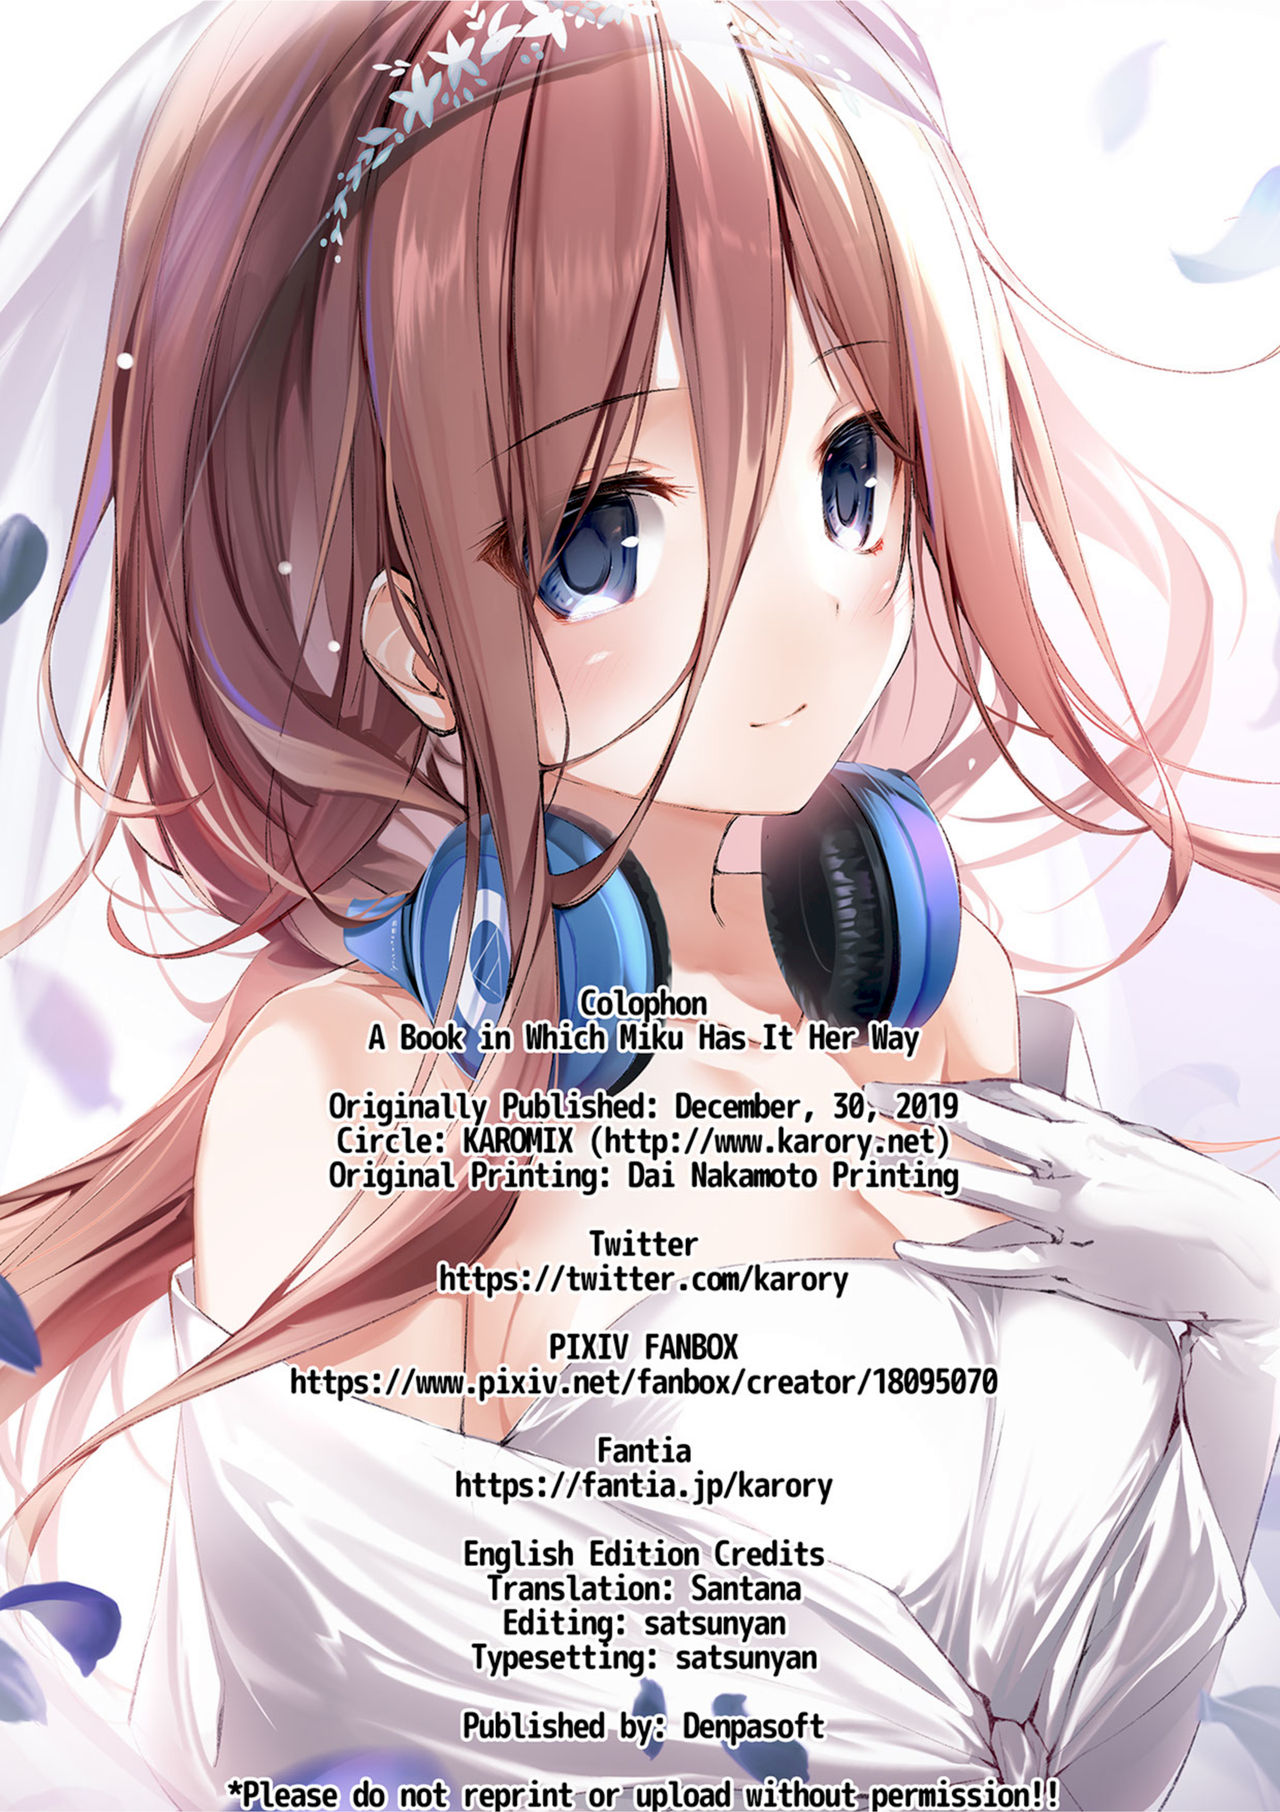 Colophon
A Book in Which Miku Has It Her Way
Originally Published: December, 30, 2019
Circle: KAROMIX (http://www.karory.net)
Original Printing: Dai Nakamoto Printing
Twitter
https://twitter.com/karory
PIXIV FANBOX
https://www.pixiv.net/fanbox/creator/18095070
Fantia
https://fantia.jp/karory
English Edition Credits
Translation: Santana
Editing: satsunyan
Typesetting: satsunyan
Published by: Denpasoft
*Please do not reprint or upload without permission!!